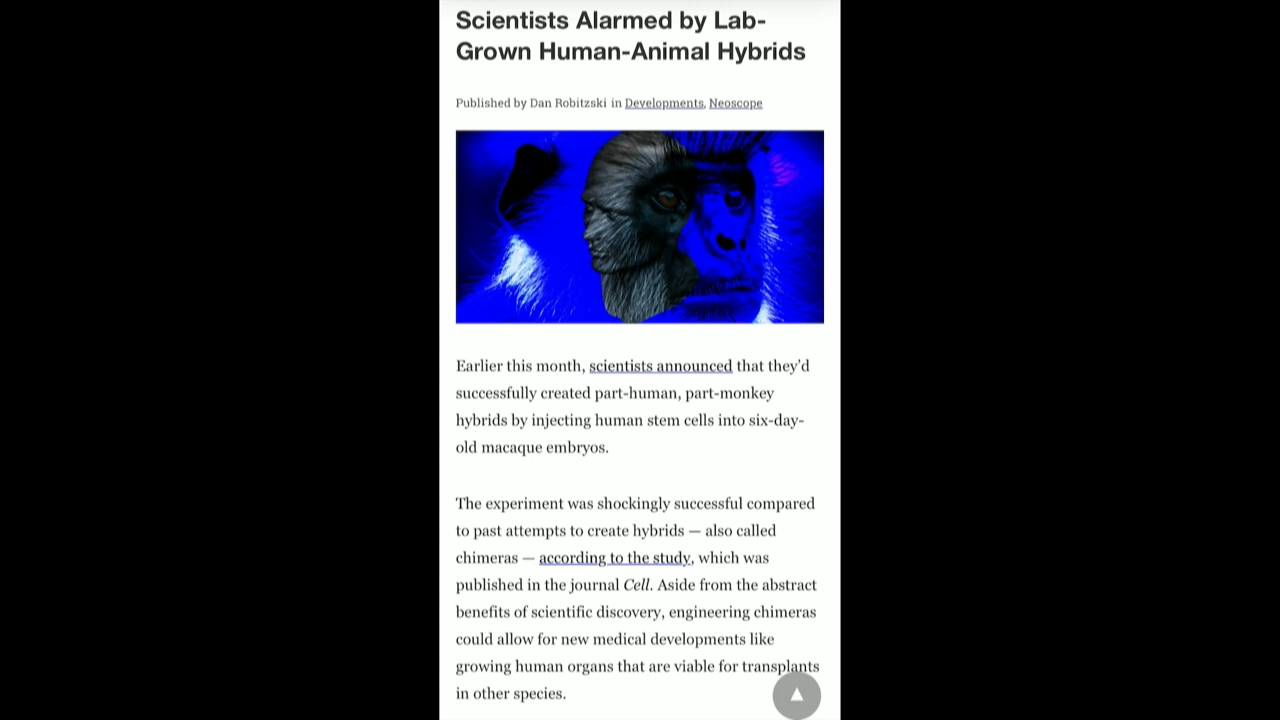 Scientists Alarmed by Lab-
Grown Human-Animal Hybrids
Published by Dan Robitzski in Developments, Neoscope
Earlier this month, scientists announced that they'd
successfully created part-human, part-monkey
hybrids by injecting human stem cells into six-day-
old macaque embryos.
The experiment was shockingly successful compared
to past attempts to create hybrids — also called
chimeras — according to the study, which was
published in the journal Cell. Aside from the abstract
benefits of scientific discovery, engineering chimeras
could allow for new medical developments like
growing human organs that are viable for transplants
in other species.